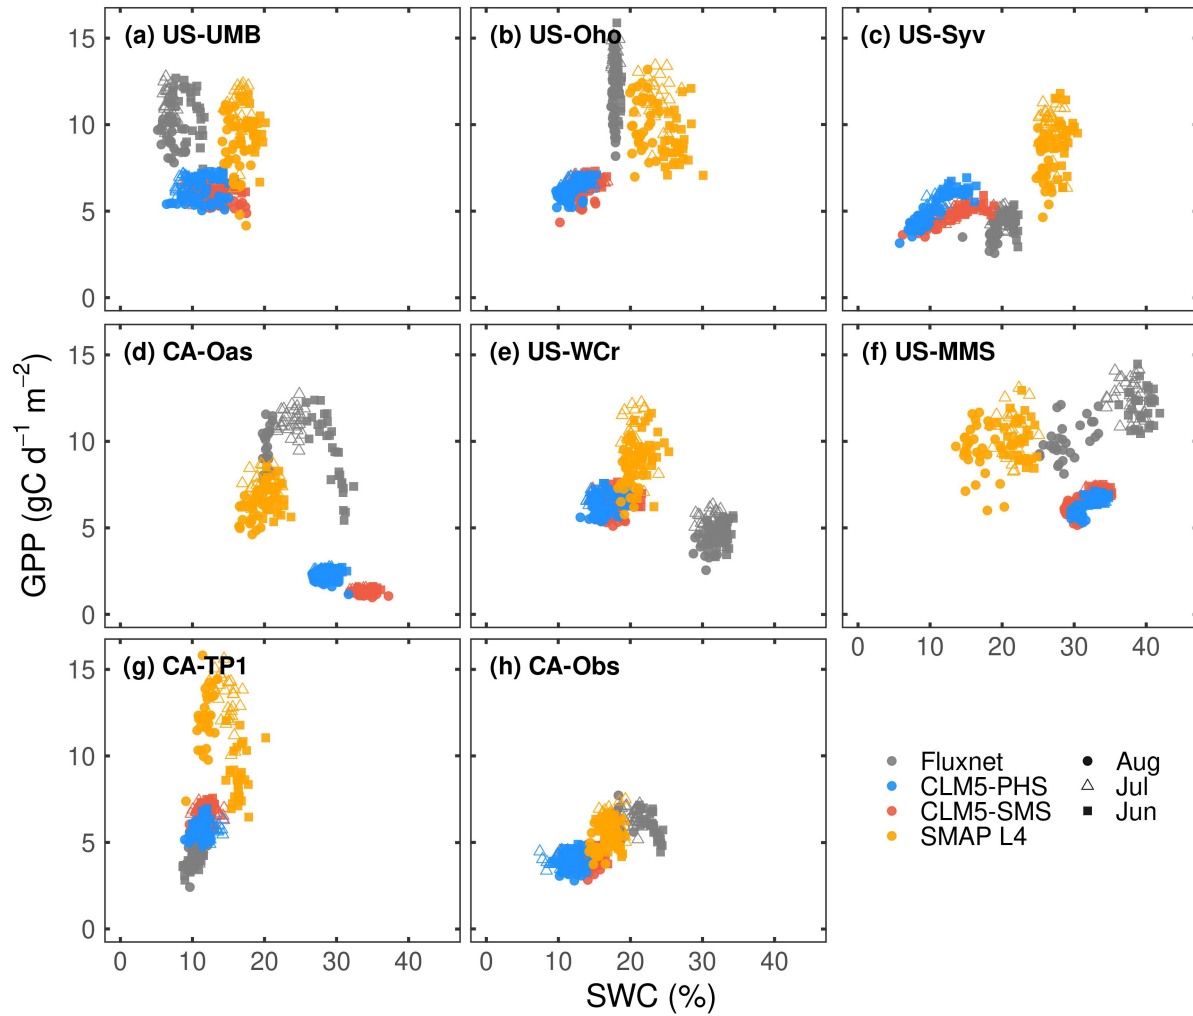 (a) US-UMB
(b) US-Oho
(c) US-Syv
15
10
5
0
(d) CA-Oas
(e) US-WCr
(f) US-MMS
15
10
5
0
0 10 20 30 40
(g) CA-TP1
(h) CA-Obs
15
10
5
0
0 10 20 30 40
0 10 20 30 40
GPP (gC d⁻¹ m⁻²)
SWC (%)
Fluxnet
CLM5-PHS
CLM5-SMS
SMAP L4
Aug
Jul
Jun